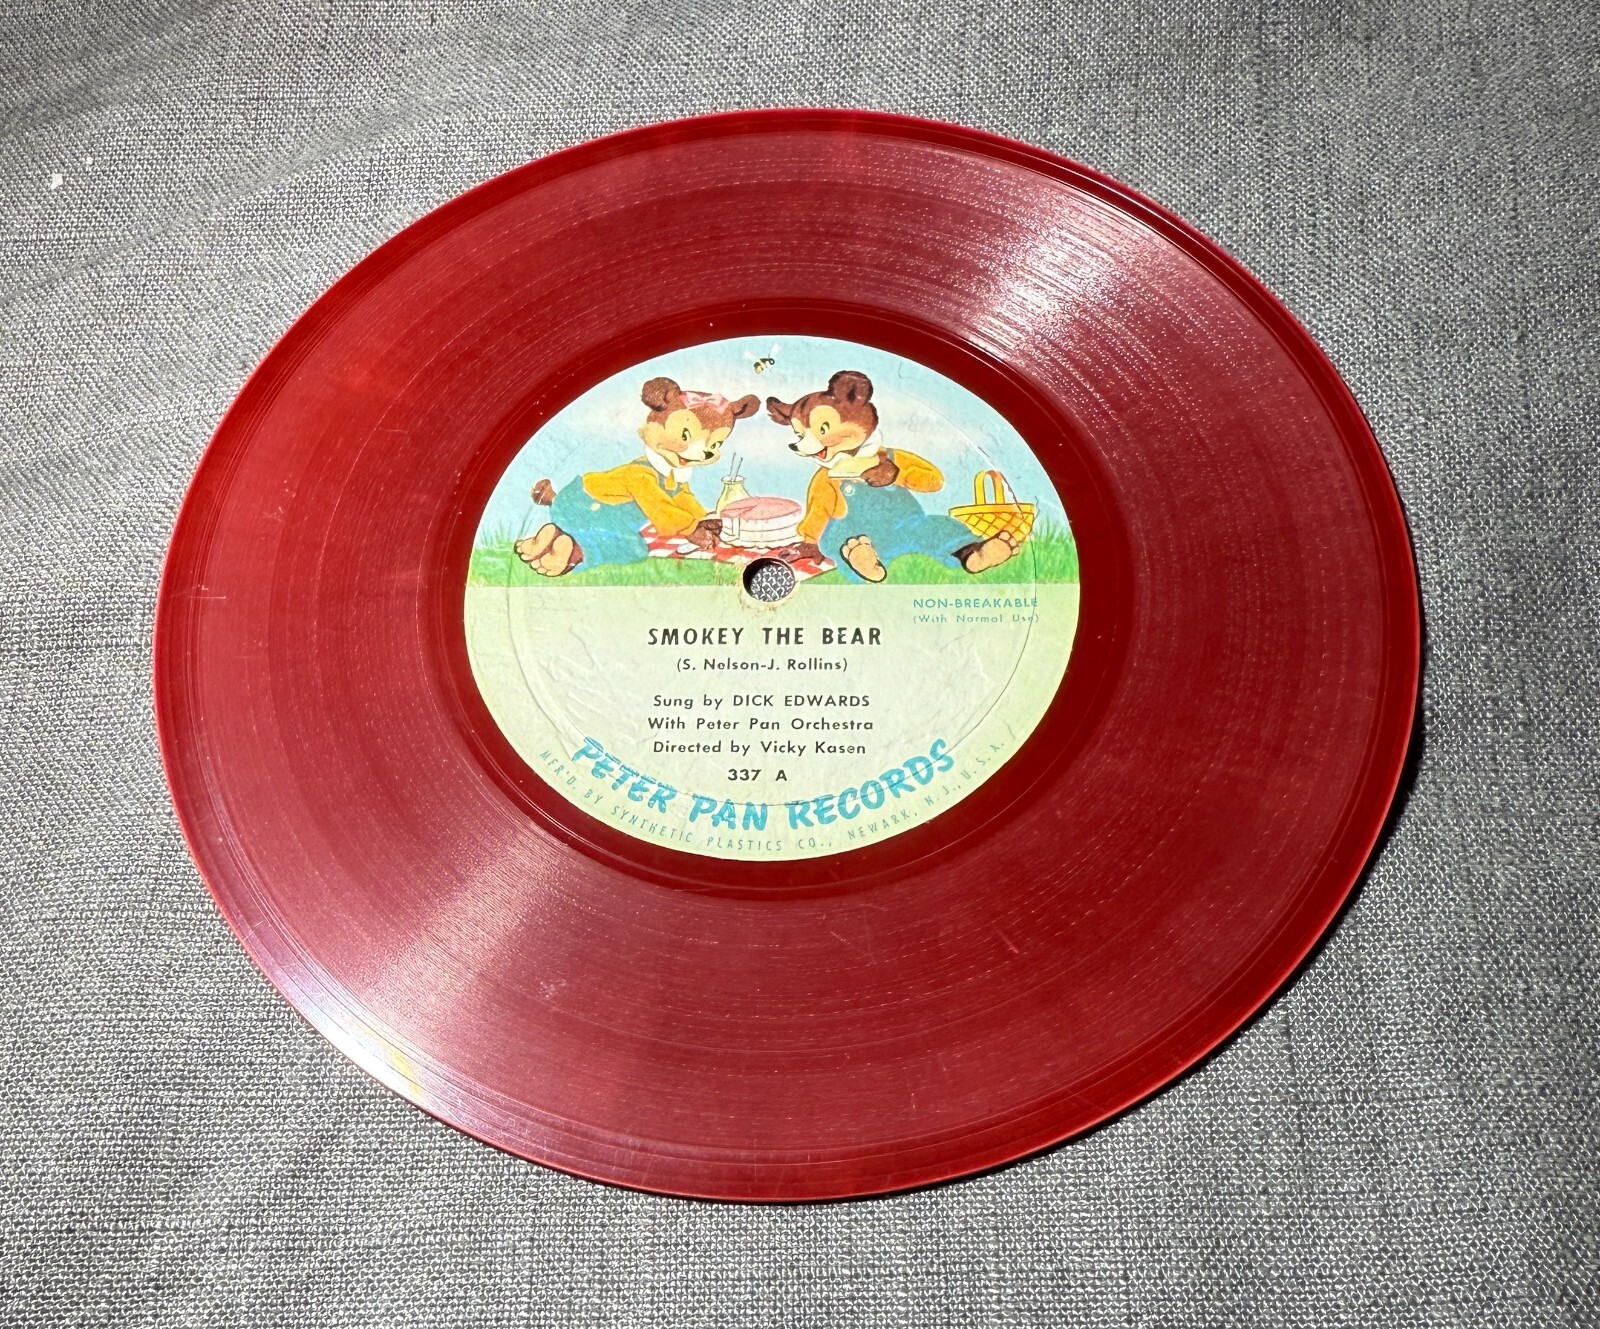 NON-BREAKABLE
(With Normal Use)
SMOKEY THE BEAR
(S. Nelson-J. Rollins)
Sung by DICK EDWARDS
With Peter Pan Orchestra
Directed by Vicky Kasen
337 A
PETER PAN RECORDS
MFR'D. BY SYNTHETIC PLASTICS CO., NEWARK, N. J., U. S. A.